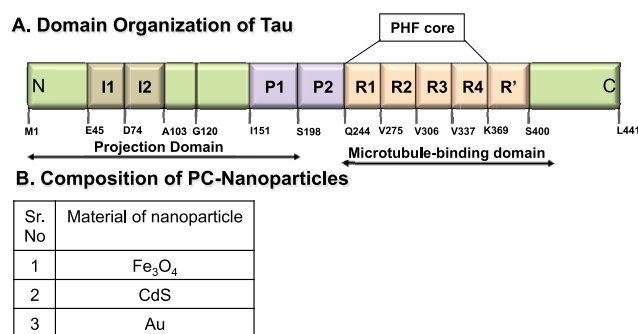 A. Domain Organization of Tau
PHF core
N I1 I2 P1 P2 R1 R2 R3 R4 R' C
M1 E45 D74 A103 G120 I151 S198 Q244 V275 V306 V337 K369 S400 L441
Projection Domain Microtubule-binding domain
B. Composition of PC-Nanoparticles
Sr. No Material of nanoparticle
1 Fe₃O₄
2 CdS
3 Au